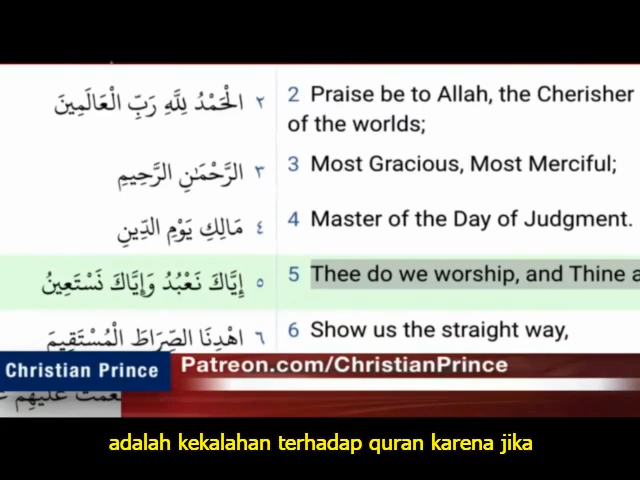 ٢ الْحَمْدُ لِلَّهِ رَبِّ الْعَالَمِينَ
2 Praise be to Allah, the Cherisher
of the worlds;
٣ الرَّحْمَٰنِ الرَّحِيمِ
3 Most Gracious, Most Merciful;
٤ مَالِكِ يَوْمِ الدِّينِ
4 Master of the Day of Judgment.
٥ إِيَّاكَ نَعْبُدُ وَإِيَّاكَ نَسْتَعِينُ
5 Thee do we worship, and Thine a
٦ اهْدِنَا الصِّرَاطَ الْمُسْتَقِيمَ
6 Show us the straight way,
Christian Prince
Patreon.com/ChristianPrince
adalah kekalahan terhadap quran karena jika